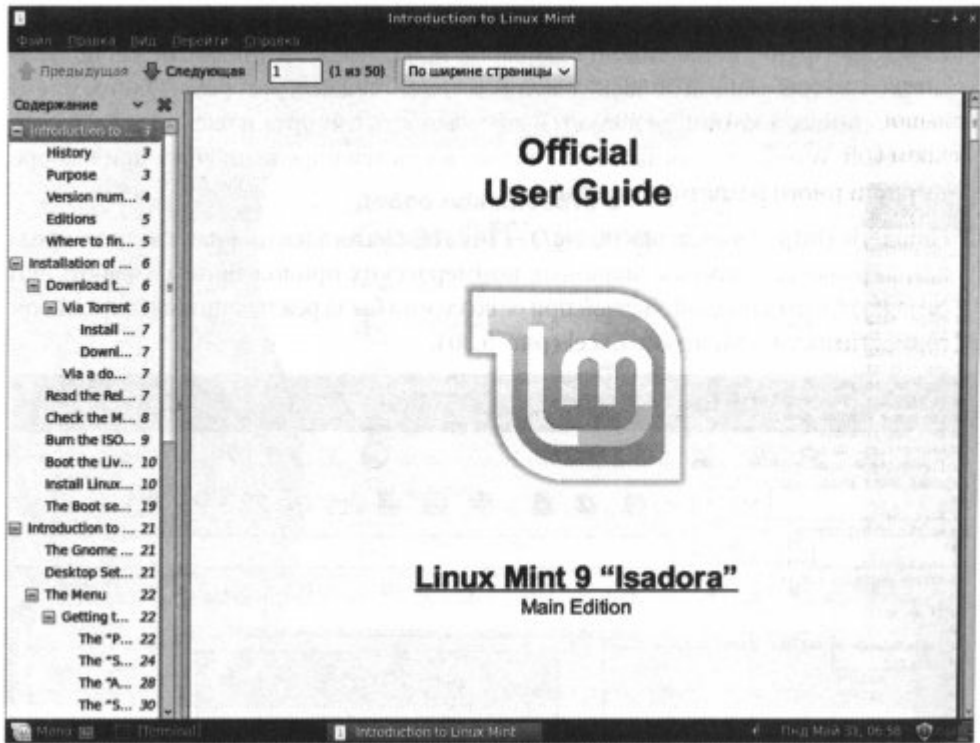 Introduction to Linux Mint
Файл Правка Вид Перейти Справка
Предыдущая Следующая 1 (1 из 50) По ширине страницы
Содержание
Introduction to ... 3
History 3
Purpose 3
Version num... 4
Editions 5
Where to fin... 5
Installation of ... 6
Download t... 6
Via Torrent 6
Install ... 7
Downl... 7
Via a do... 7
Read the Rel... 7
Check the M... 8
Burn the ISO... 9
Boot the Liv... 10
Install Linux... 10
The Boot se... 19
Introduction to ... 21
The Gnome ... 21
Desktop Set... 21
The Menu 22
Getting t... 22
The "P... 22
The "S... 24
The "A... 28
The "S... 30
Official
User Guide
Linux Mint 9 “Isadora”
Main Edition
Menu [Terminal] Introduction to Linux Mint Пнд Май 31, 06:58